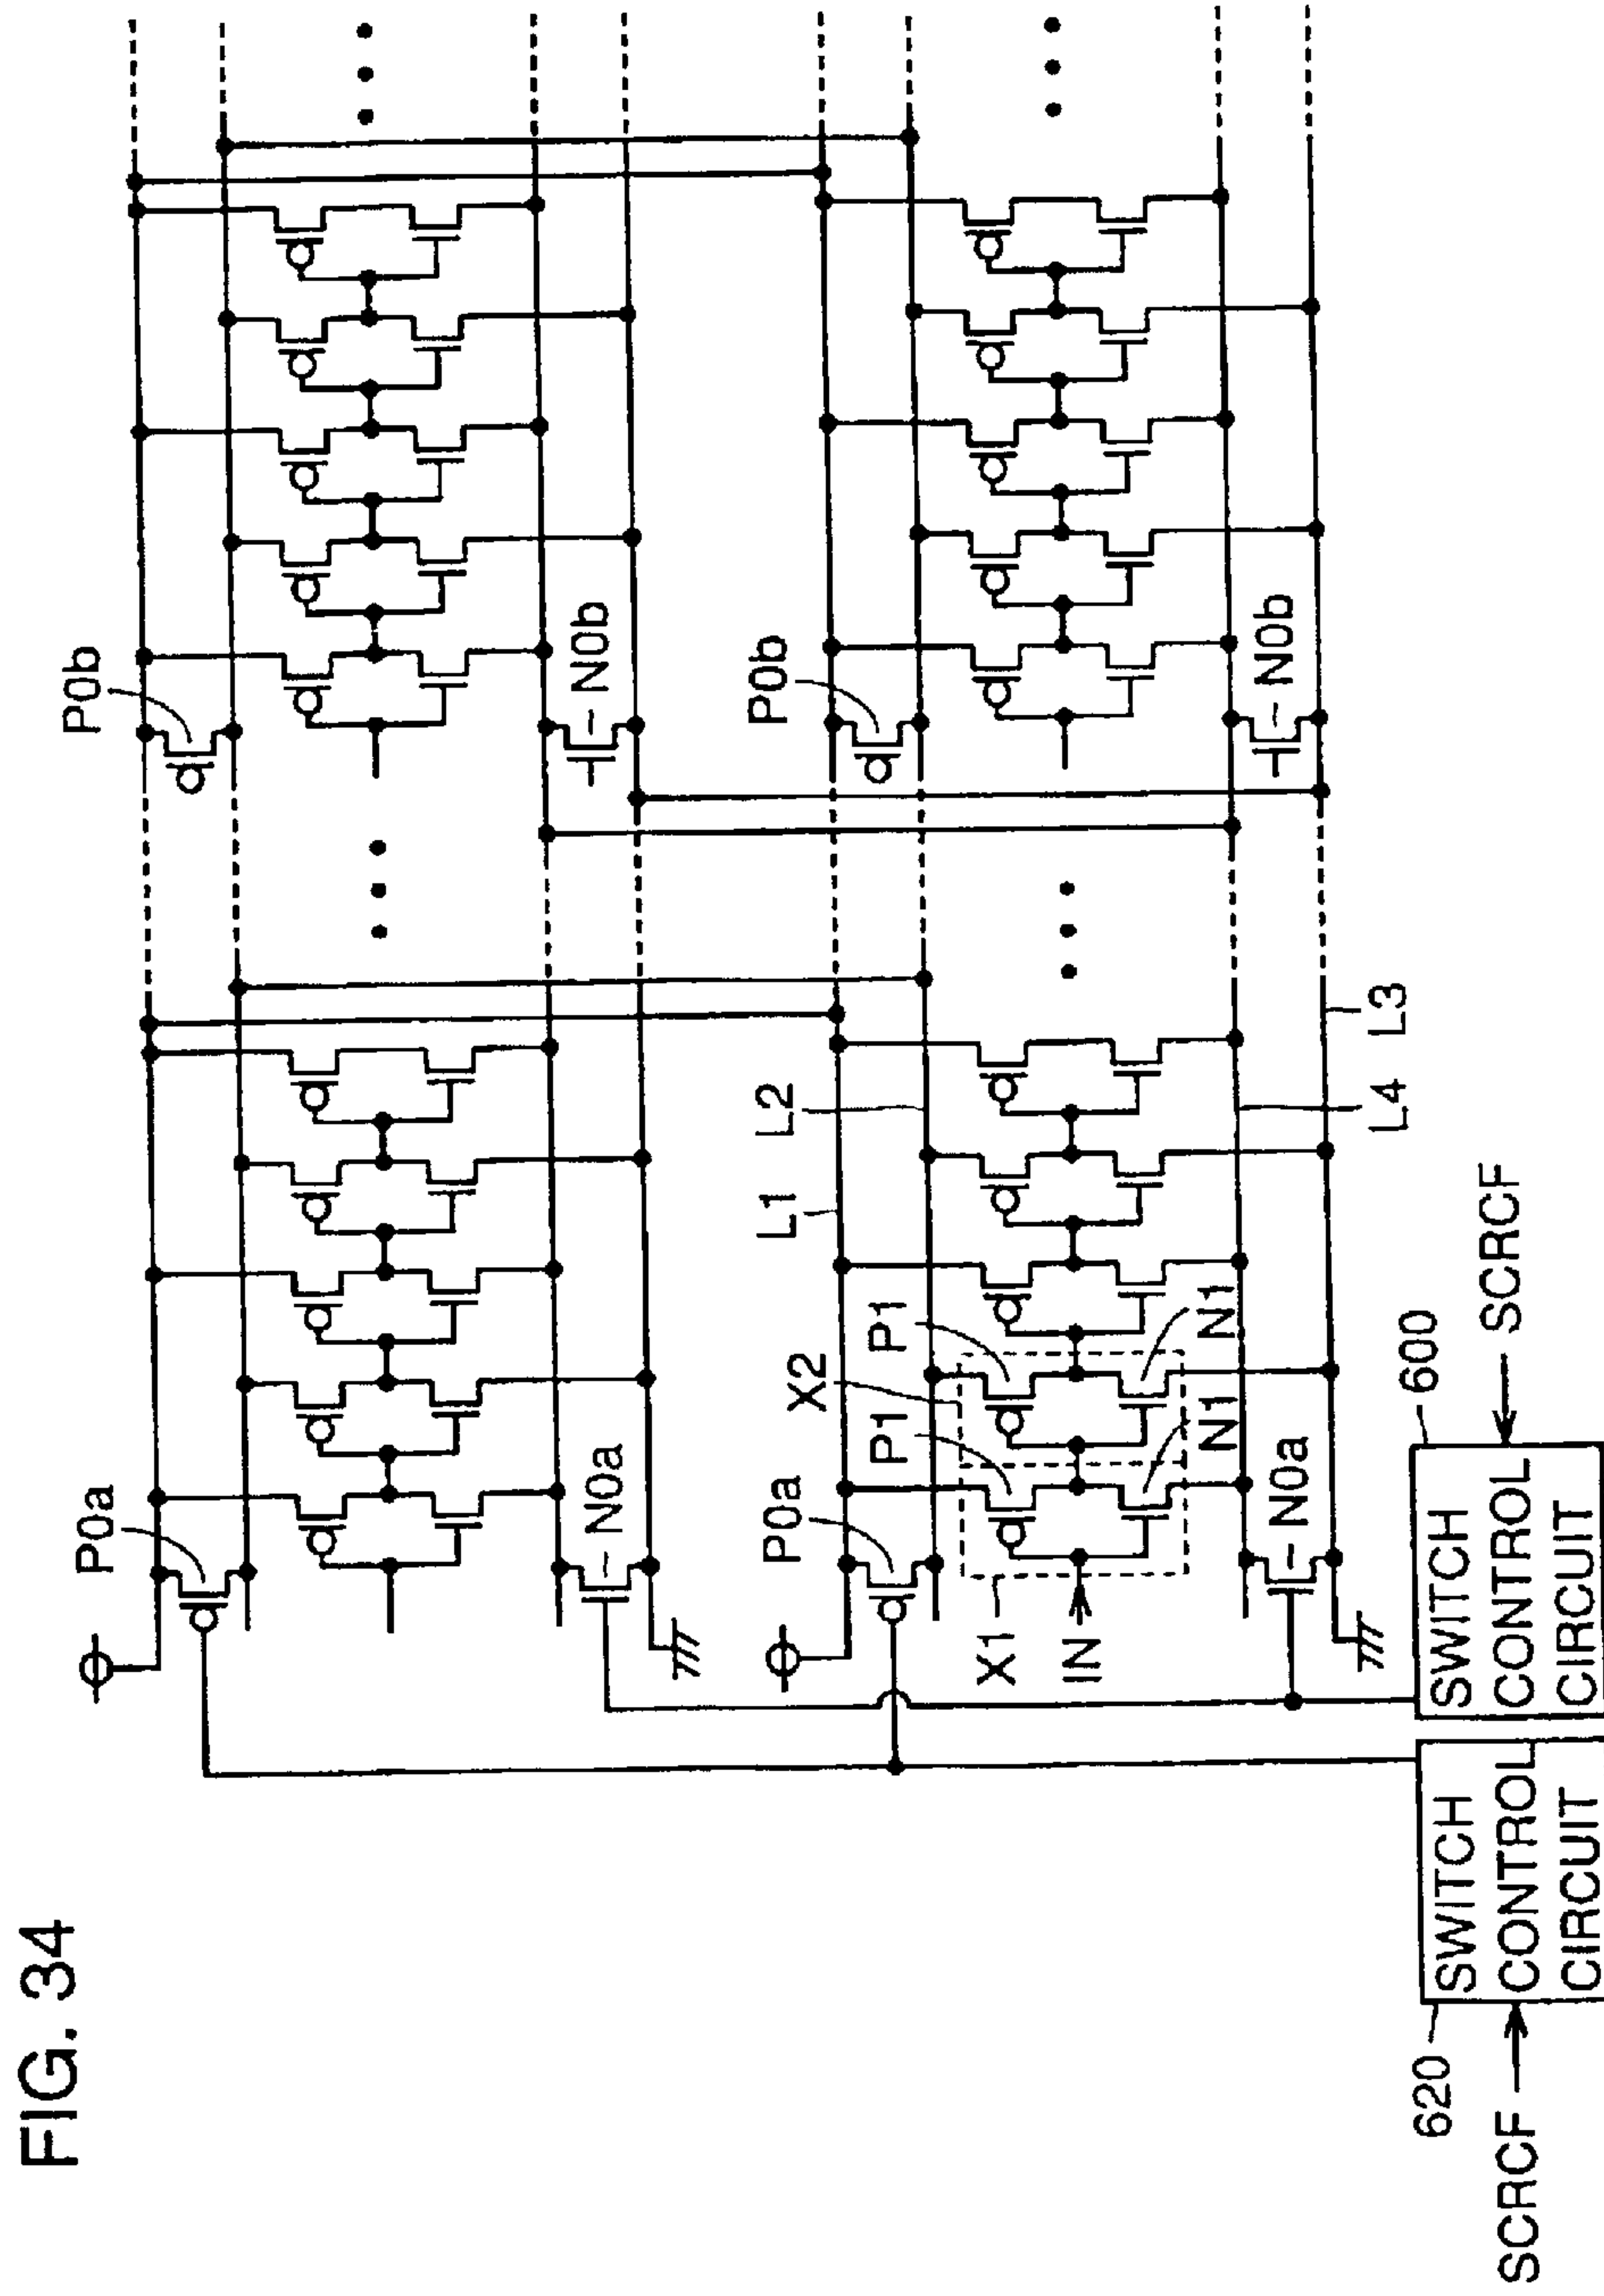 FIG. 34
P0a
P0b
N0a
N0b
P0a
L1
L2
P0b
X2
P1
P1
X1
IN
N1
N1
N0a
L4
L3
N0b
620
SCRCF
SWITCH
CONTROL
CIRCUIT
SWITCH
CONTROL
CIRCUIT
600
SCRCF